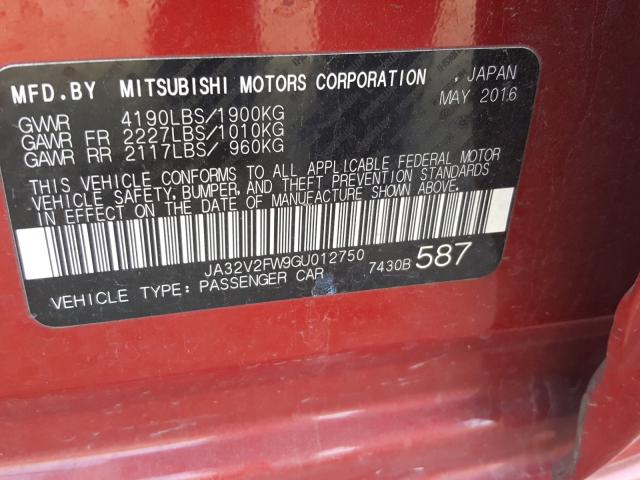 MFD.BY MITSUBISHI MOTORS CORPORATION , JAPAN
MAY 2016
GVWR 4190LBS/1900KG
GAWR FR 2227LBS/1010KG
GAWR RR 2117LBS/ 960KG
THIS VEHICLE CONFORMS TO ALL APPLICABLE FEDERAL MOTOR
VEHICLE SAFETY, BUMPER, AND THEFT PREVENTION STANDARDS
IN EFFECT ON THE DATE OF MANUFACTURE SHOWN ABOVE.
JA32V2FW9GU012750
VEHICLE TYPE: PASSENGER CAR 7430B 587